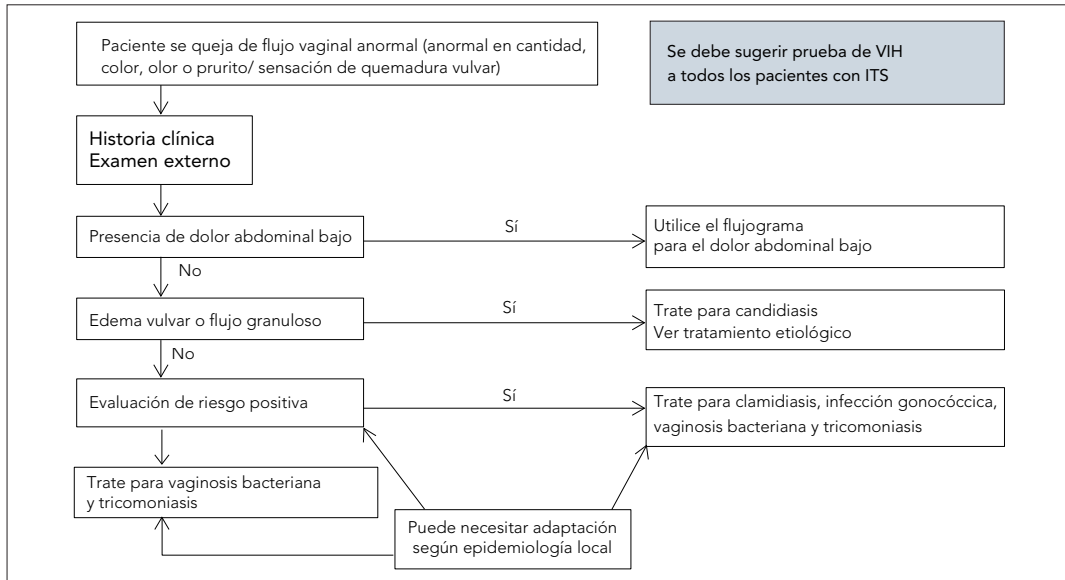 Paciente se queja de flujo vaginal anormal (anormal en cantidad,
color, olor o prurito/ sensación de quemadura vulvar)
Se debe sugerir prueba de VIH
a todos los pacientes con ITS
Historia clínica
Examen externo
Presencia de dolor abdominal bajo
Sí
Utilice el flujograma
para el dolor abdominal bajo
No
Edema vulvar o flujo granuloso
Sí
Trate para candidiasis
Ver tratamiento etiológico
No
Evaluación de riesgo positiva
Sí
Trate para clamidiasis, infección gonocóccica,
vaginosis bacteriana y tricomoniasis
Trate para vaginosis bacteriana
y tricomoniasis
Puede necesitar adaptación
según epidemiología local